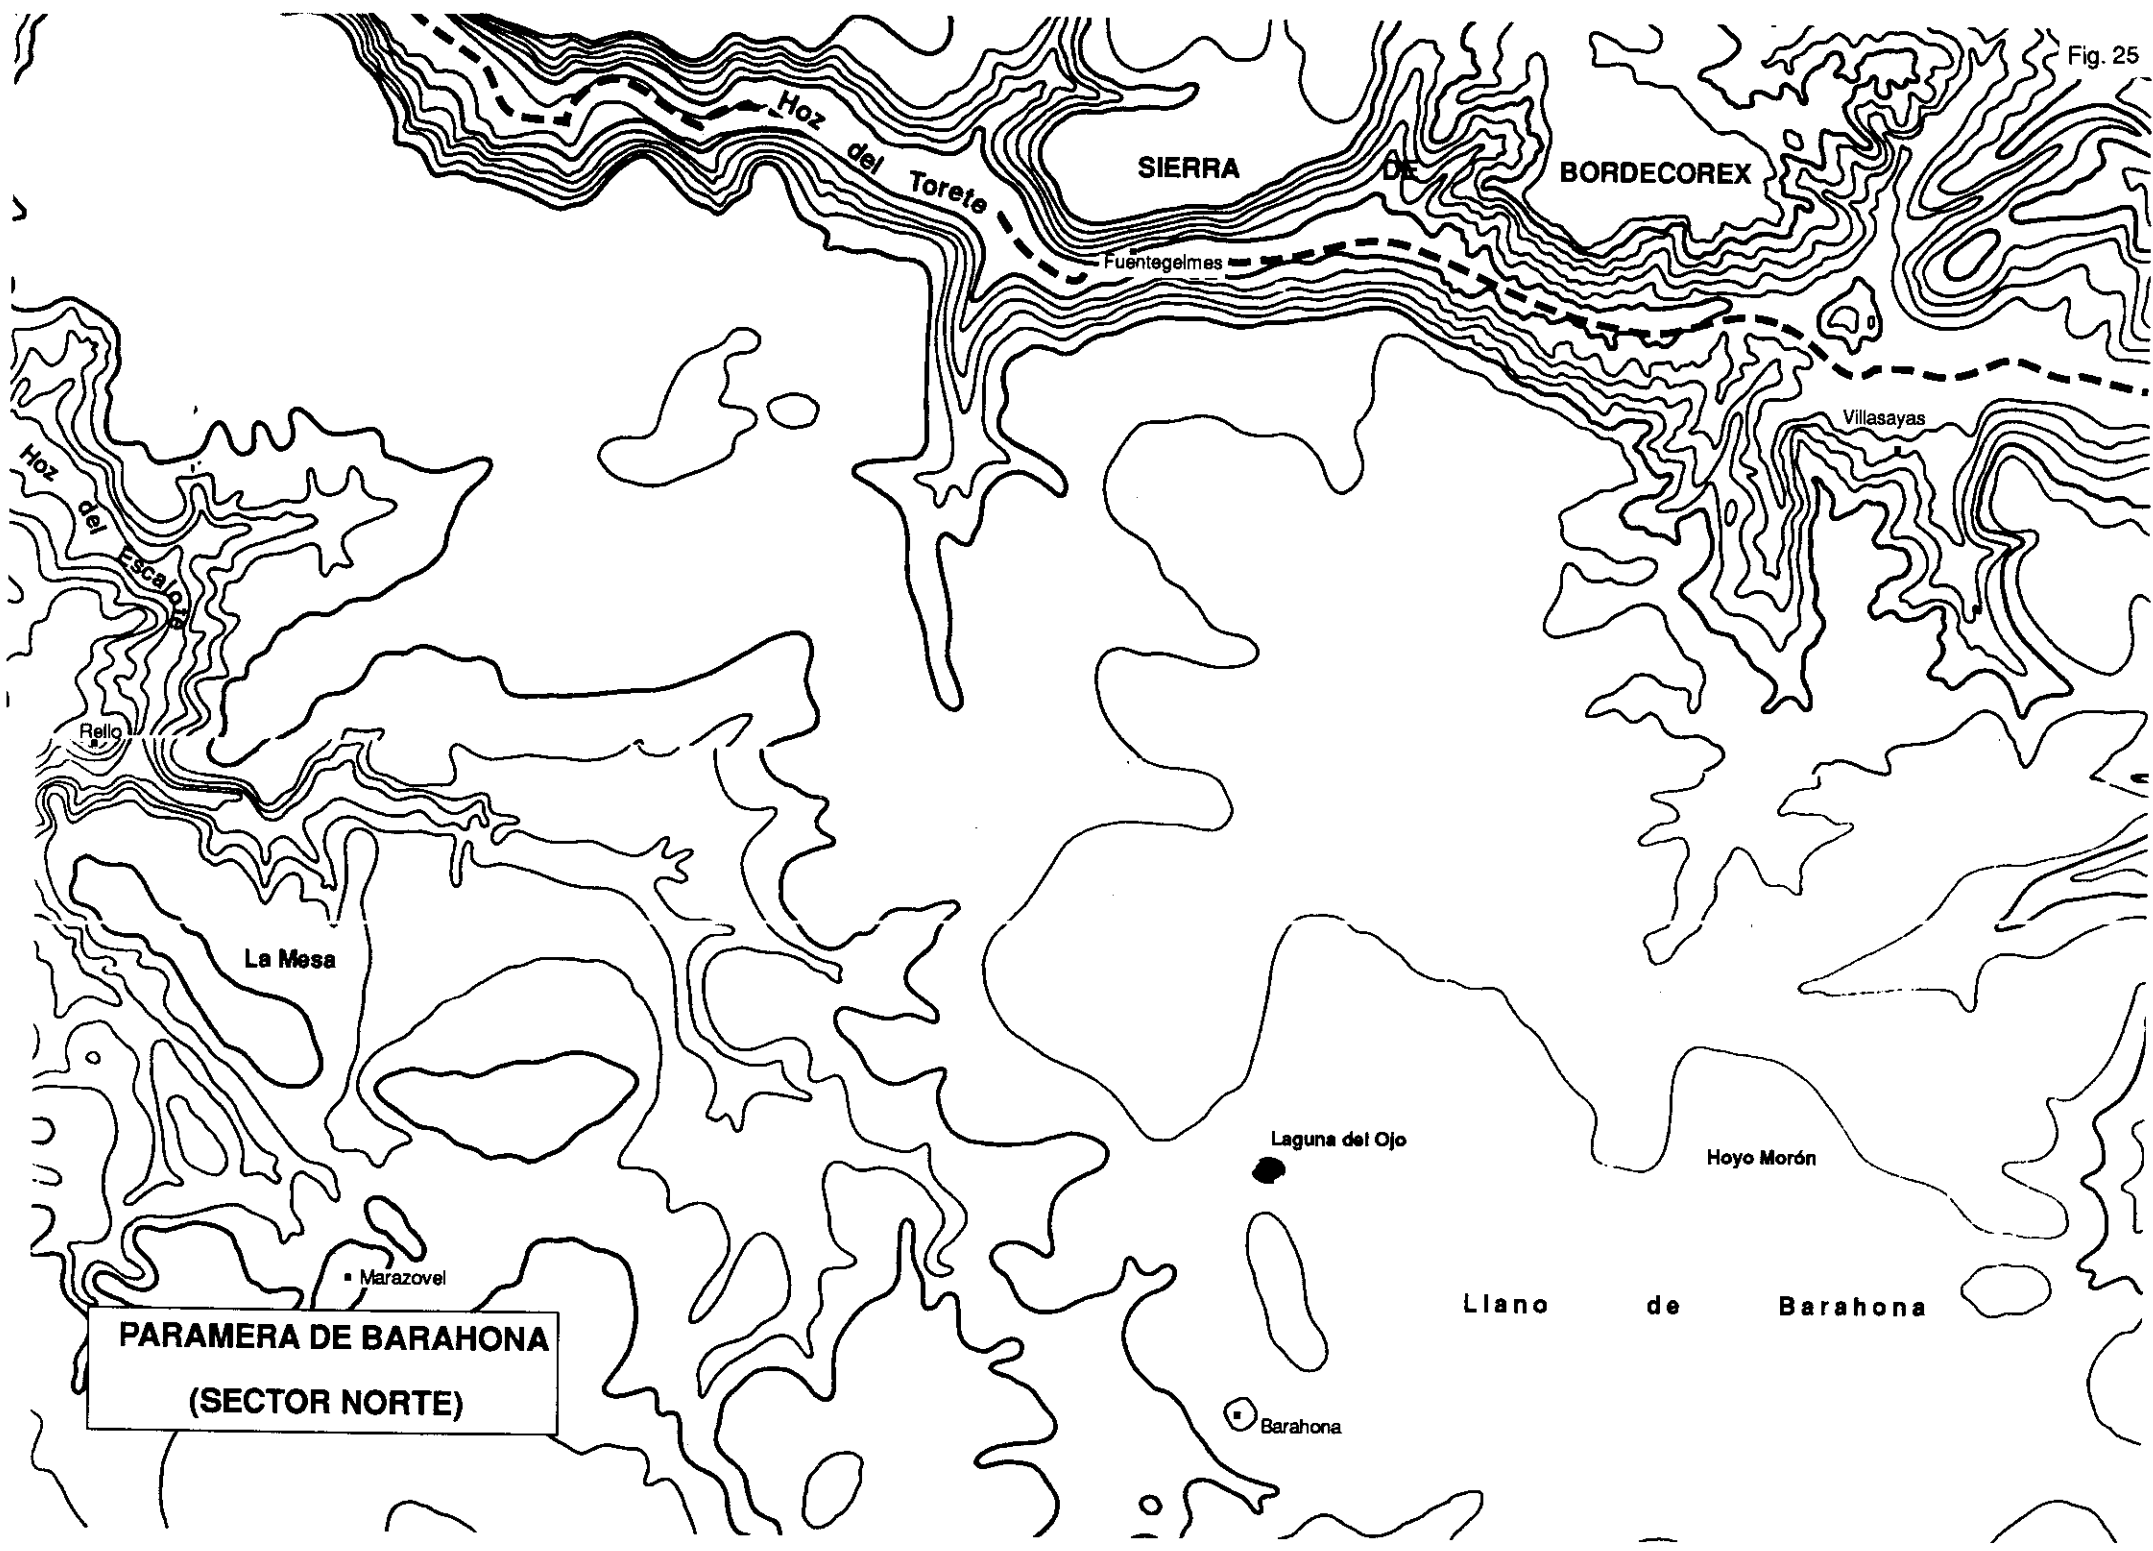 Fig. 25
Hoz del Torete
SIERRA DE BORDECOREX
Fuentegelmes
Villasayas
Hoz del Escalote
Rello
La Mesa
Laguna del Ojo
Hoyo Morón
Marazovel
Llano de Barahona
PARAMERA DE BARAHONA
(SECTOR NORTE)
Barahona